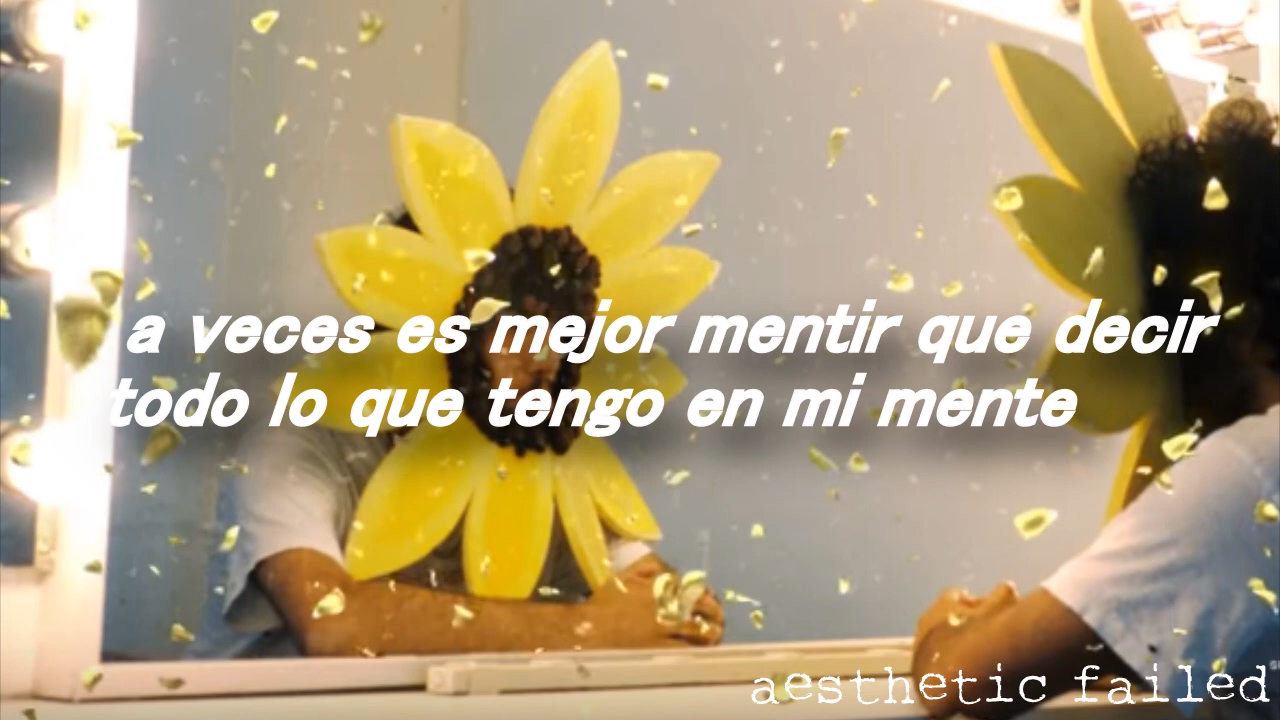 a veces es mejor mentir que decir
todo lo que tengo en mi mente
aesthetic failed